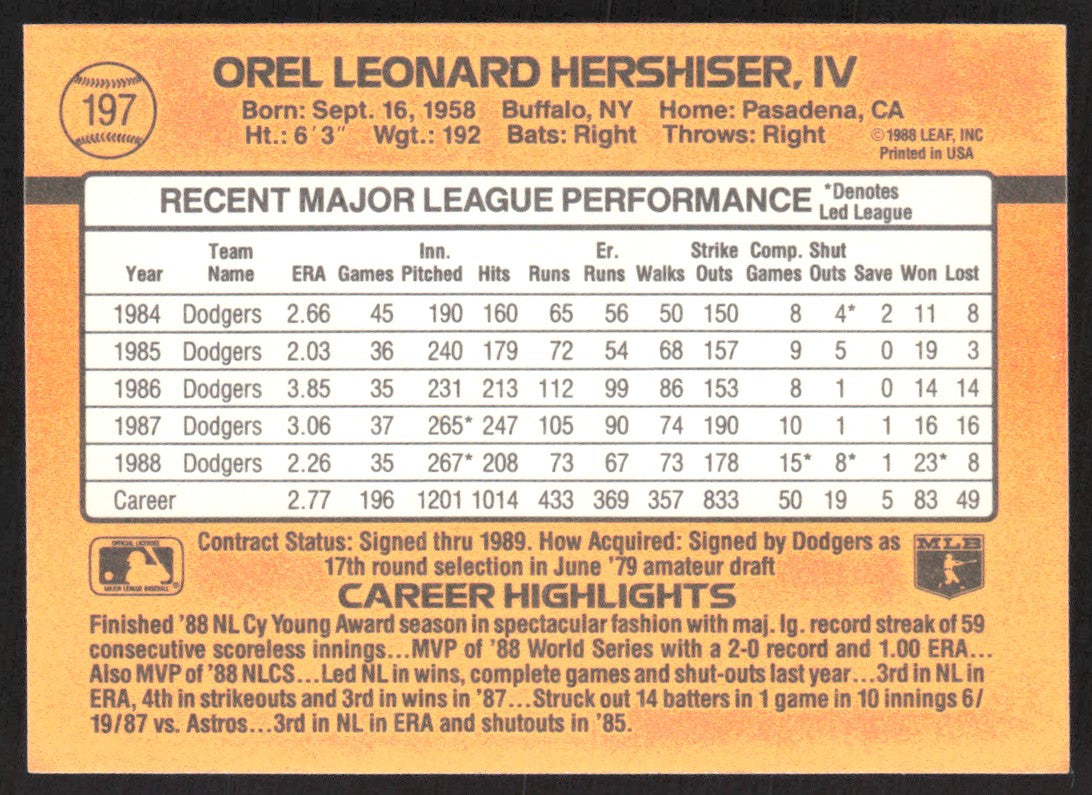 OREL LEONARD HERSHISER, IV
197
Born: Sept. 16, 1958 Buffalo, NY Home: Pasadena, CA
Ht.: 6'3" Wgt.: 192 Bats: Right Throws: Right
©1988 LEAF, INC
Printed in USA
RECENT MAJOR LEAGUE PERFORMANCE *Denotes Led League
Year Team Name ERA Games Inn. Pitched Hits Runs Er. Runs Walks Strike Outs Comp. Games Shut Outs Save Won Lost
1984 Dodgers 2.66 45 190 160 65 56 50 150 8 4* 2 11 8
1985 Dodgers 2.03 36 240 179 72 54 68 157 9 5 0 19 3
1986 Dodgers 3.85 35 231 213 112 99 86 153 8 1 0 14 14
1987 Dodgers 3.06 37 265* 247 105 90 74 190 10 1 1 16 16
1988 Dodgers 2.26 35 267* 208 73 67 73 178 15* 8* 1 23* 8
Career 2.77 196 1201 1014 433 369 357 833 50 19 5 83 49
OFFICIAL LICENSEE
MAJOR LEAGUE BASEBALL
Contract Status: Signed thru 1989. How Acquired: Signed by Dodgers as
17th round selection in June '79 amateur draft
MLB
CAREER HIGHLIGHTS
Finished '88 NL Cy Young Award season in spectacular fashion with maj. lg. record streak of 59
consecutive scoreless innings...MVP of '88 World Series with a 2-0 record and 1.00 ERA...
Also MVP of '88 NLCS...Led NL in wins, complete games and shut-outs last year...3rd in NL in
ERA, 4th in strikeouts and 3rd in wins in '87...Struck out 14 batters in 1 game in 10 innings 6/
19/87 vs. Astros...3rd in NL in ERA and shutouts in '85.